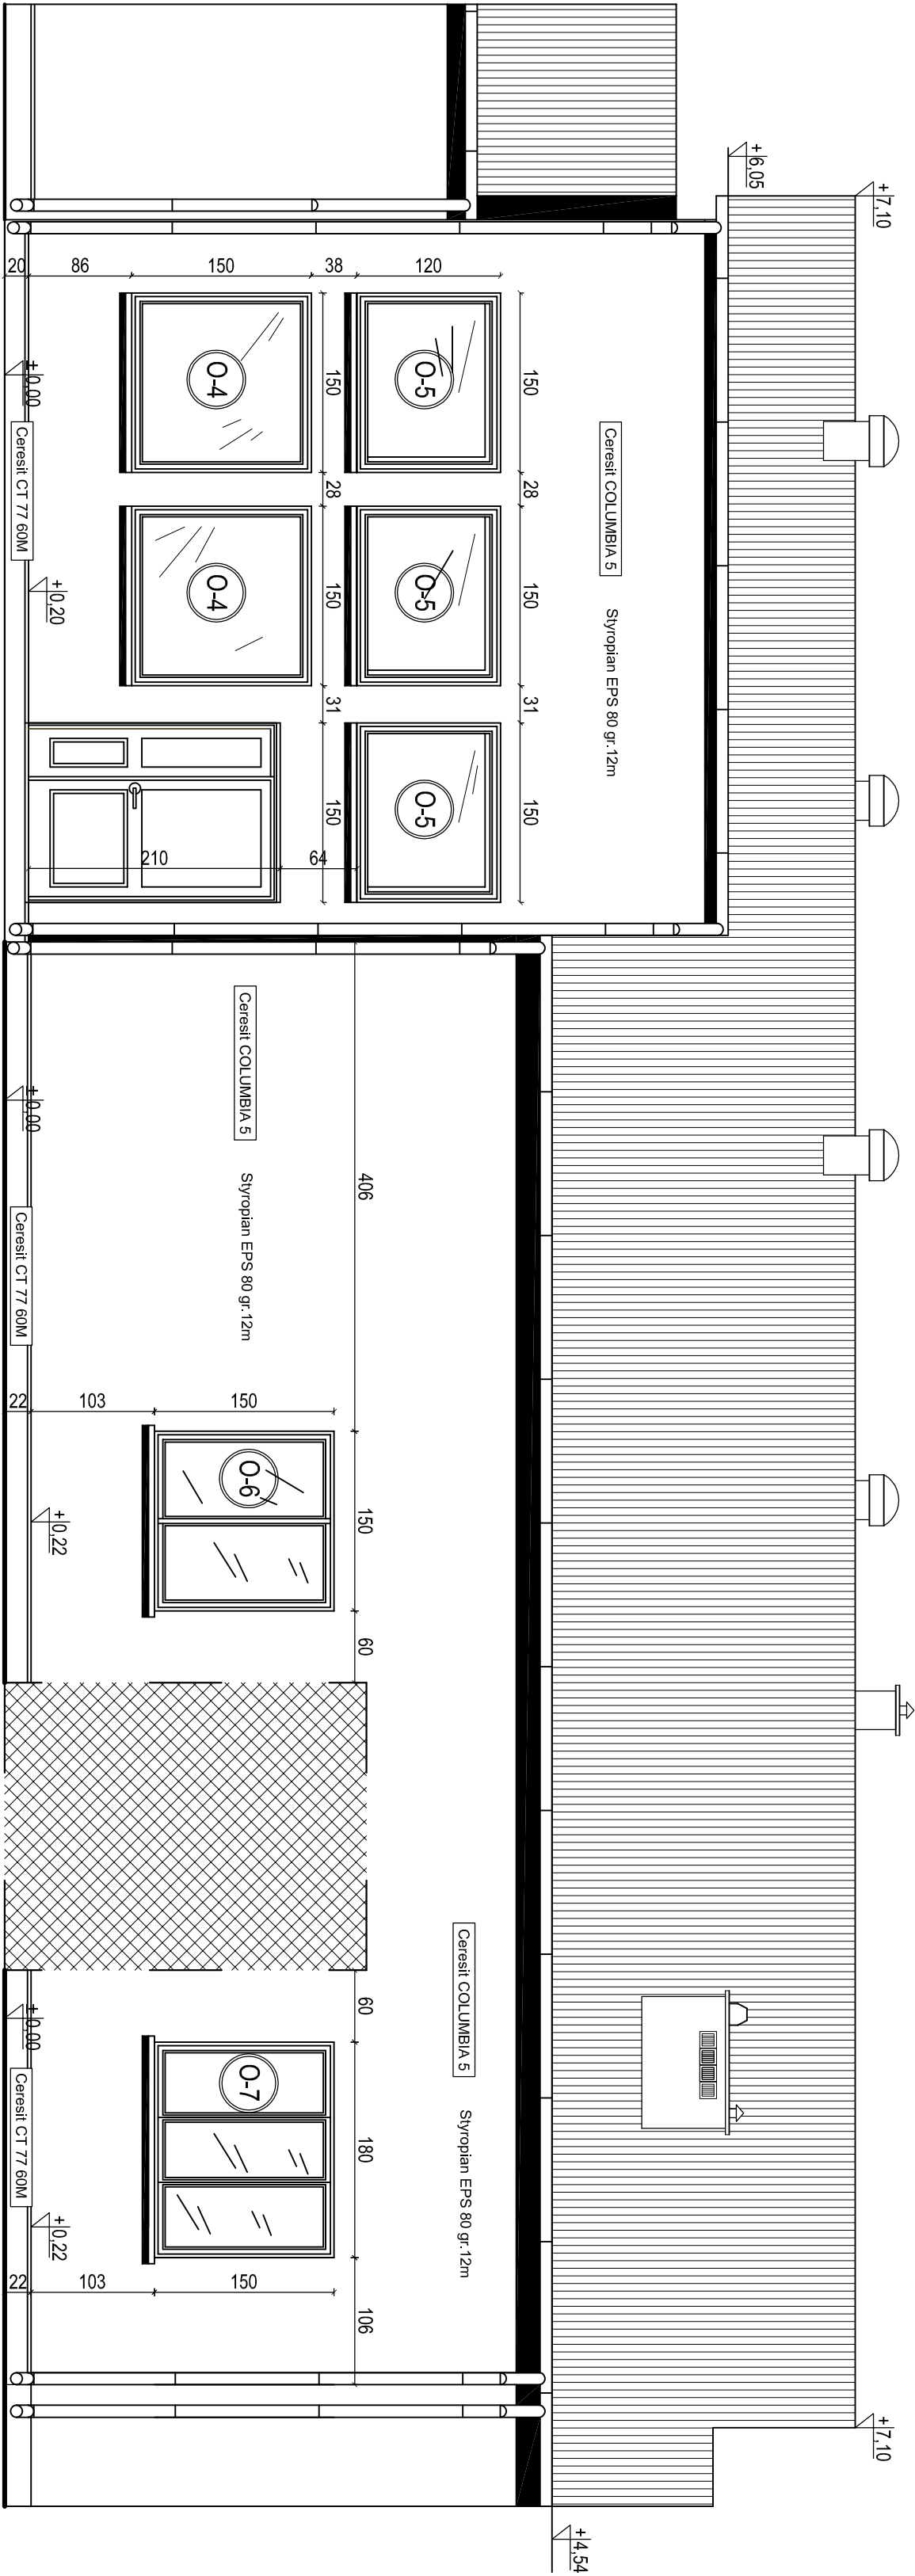 +7,10
+6,05
+7,10
+4,54
Ceresit COLUMBIA 5
Styropian EPS 80 gr.12m
150
28
150
31
150
120
38
150
86
20
O-5
O-5
O-5
150
28
150
31
150
64
210
O-4
O-4
+0,20
±0,00
Ceresit CT 77 60M
Ceresit COLUMBIA 5
Styropian EPS 80 gr.12m
406
150
60
60
180
106
Ceresit COLUMBIA 5
Styropian EPS 80 gr.12m
150
103
22
O-6
O-7
150
103
22
+0,22
+0,22
±0,00
Ceresit CT 77 60M
±0,00
Ceresit CT 77 60M